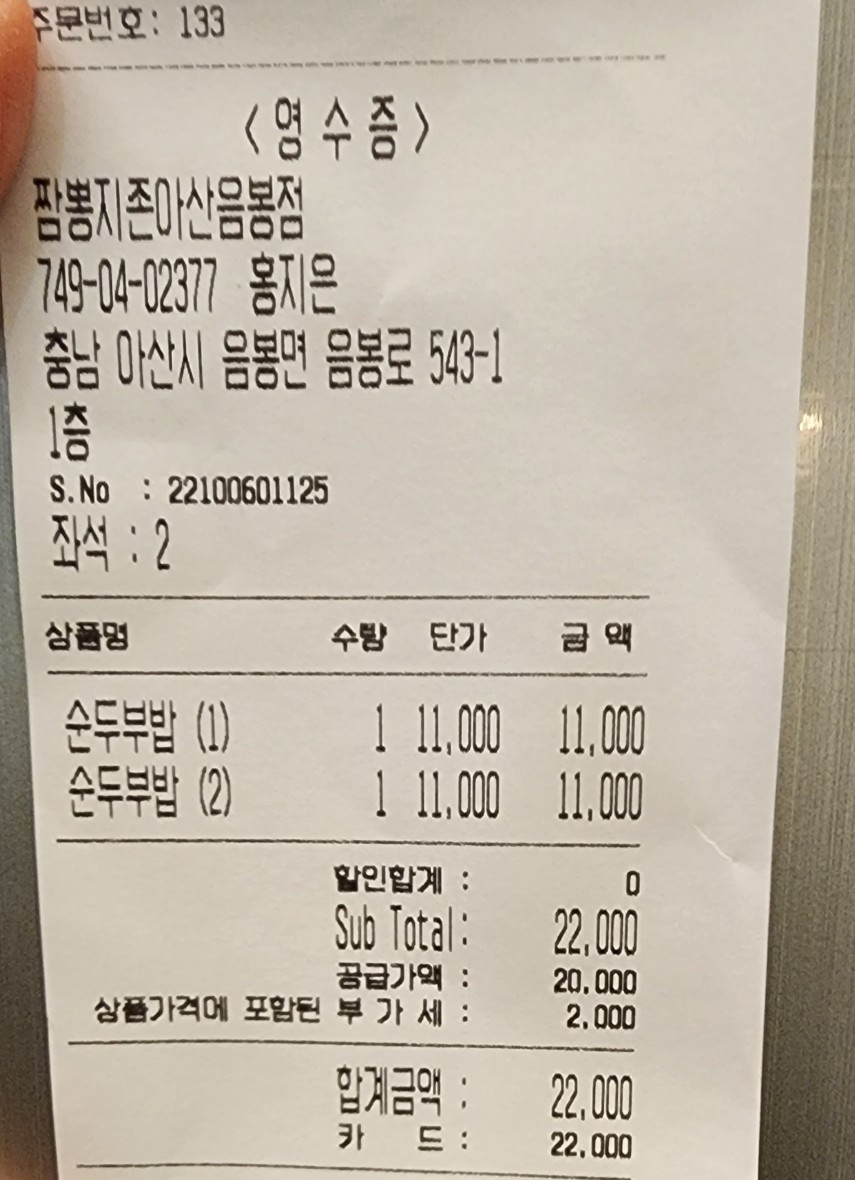 주문번호: 133
<영수증>
짬뽕지존아산음봉점
749-04-02377 홍지은
충남 아산시 음봉면 음봉로 543-1
1층
S.No : 22100601125
좌석 : 2
상품명 수량 단가 금액
순두부밥 (1) 1 11,000 11,000
순두부밥 (2) 1 11,000 11,000
할인합계 : 0
Sub Total: 22,000
공급가액 : 20,000
상품가격에 포함된 부가세 : 2,000
합계금액 : 22,000
카드 : 22,000